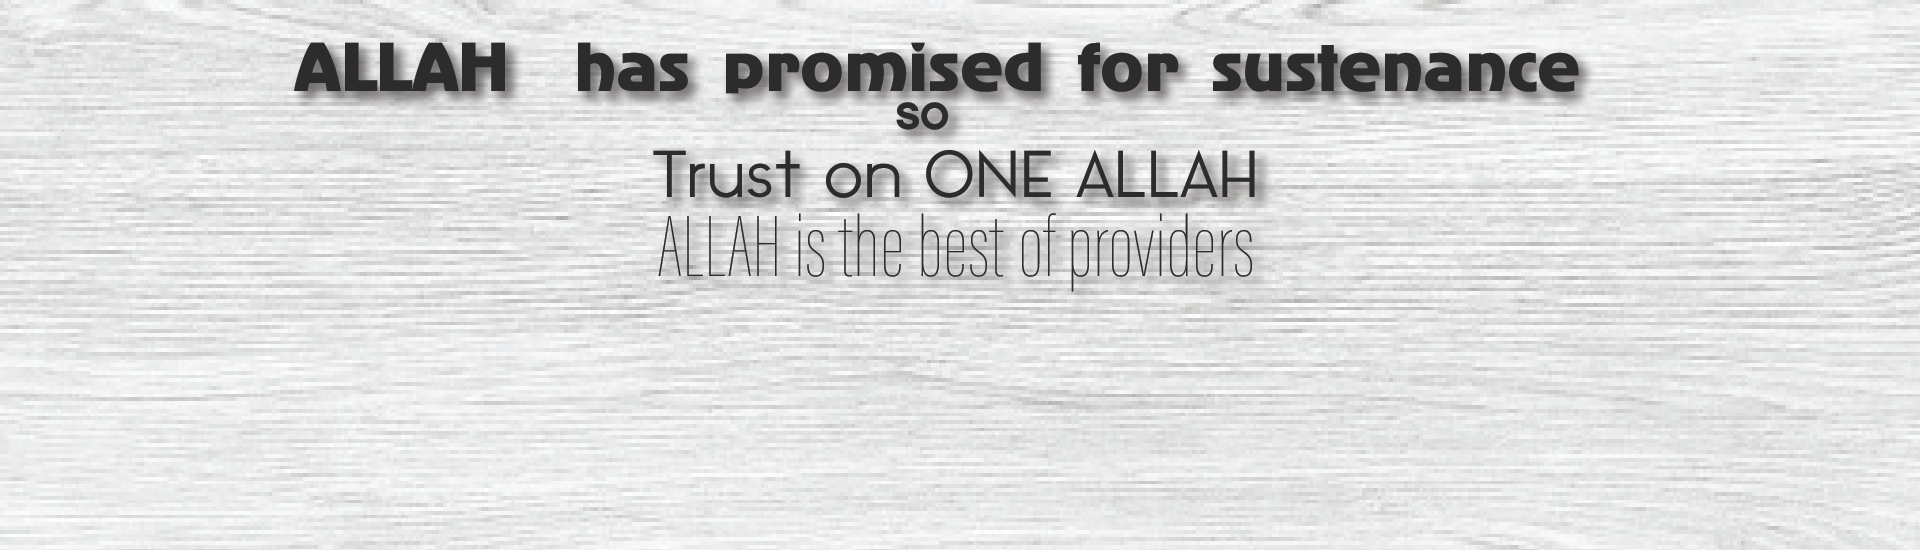 ALLAH has promised for sustenance
so
Trust on ONE ALLAH
ALLAH is the best of providers